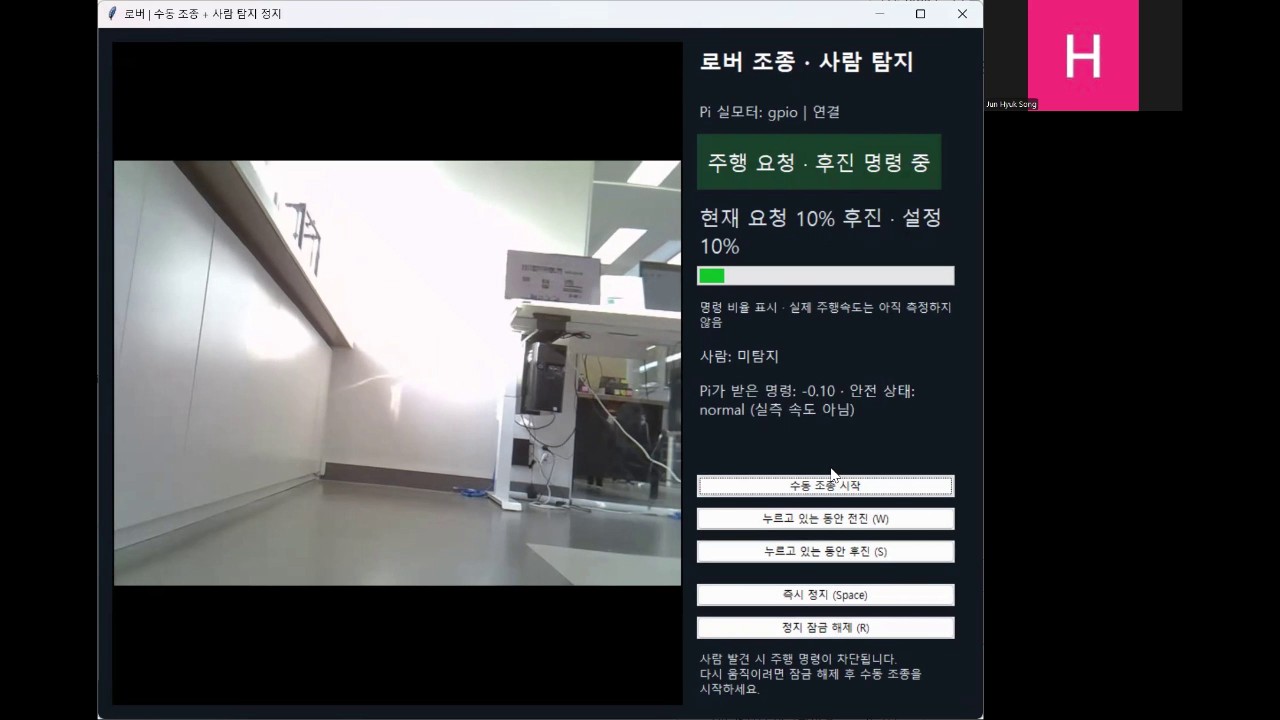 로버 | 수동 조종 + 사람 탐지 정지
로버 조종 · 사람 탐지
Pi 실모터: gpio | 연결
주행 요청 · 후진 명령 중
현재 요청 10% 후진 · 설정
10%
명령 비율 표시 · 실제 주행속도는 아직 측정하지
않음
사람: 미탐지
Pi가 받은 명령: -0.10 · 안전 상태:
normal (실측 속도 아님)
수동 조종 시작
누르고 있는 동안 전진 (W)
누르고 있는 동안 후진 (S)
즉시 정지 (Space)
정지 잠금 해제 (R)
사람 발견 시 주행 명령이 차단됩니다.
다시 움직이려면 잠금 해제 후 수동 조종을
시작하세요.
H
Jun Hyuk Song